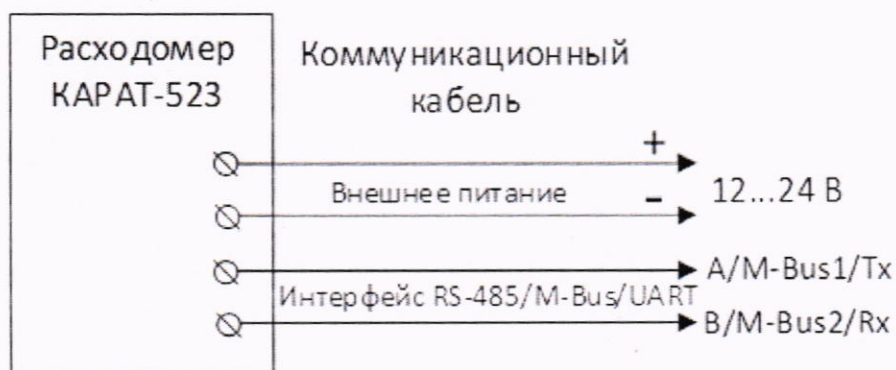 Расходомер
КАРАТ-523
Коммуникационный
кабель
+
Внешнее питание
-
12...24 В
A/M-Bus1/Tx
Интерфейс RS-485/M-Bus/UART
B/M-Bus2/Rx